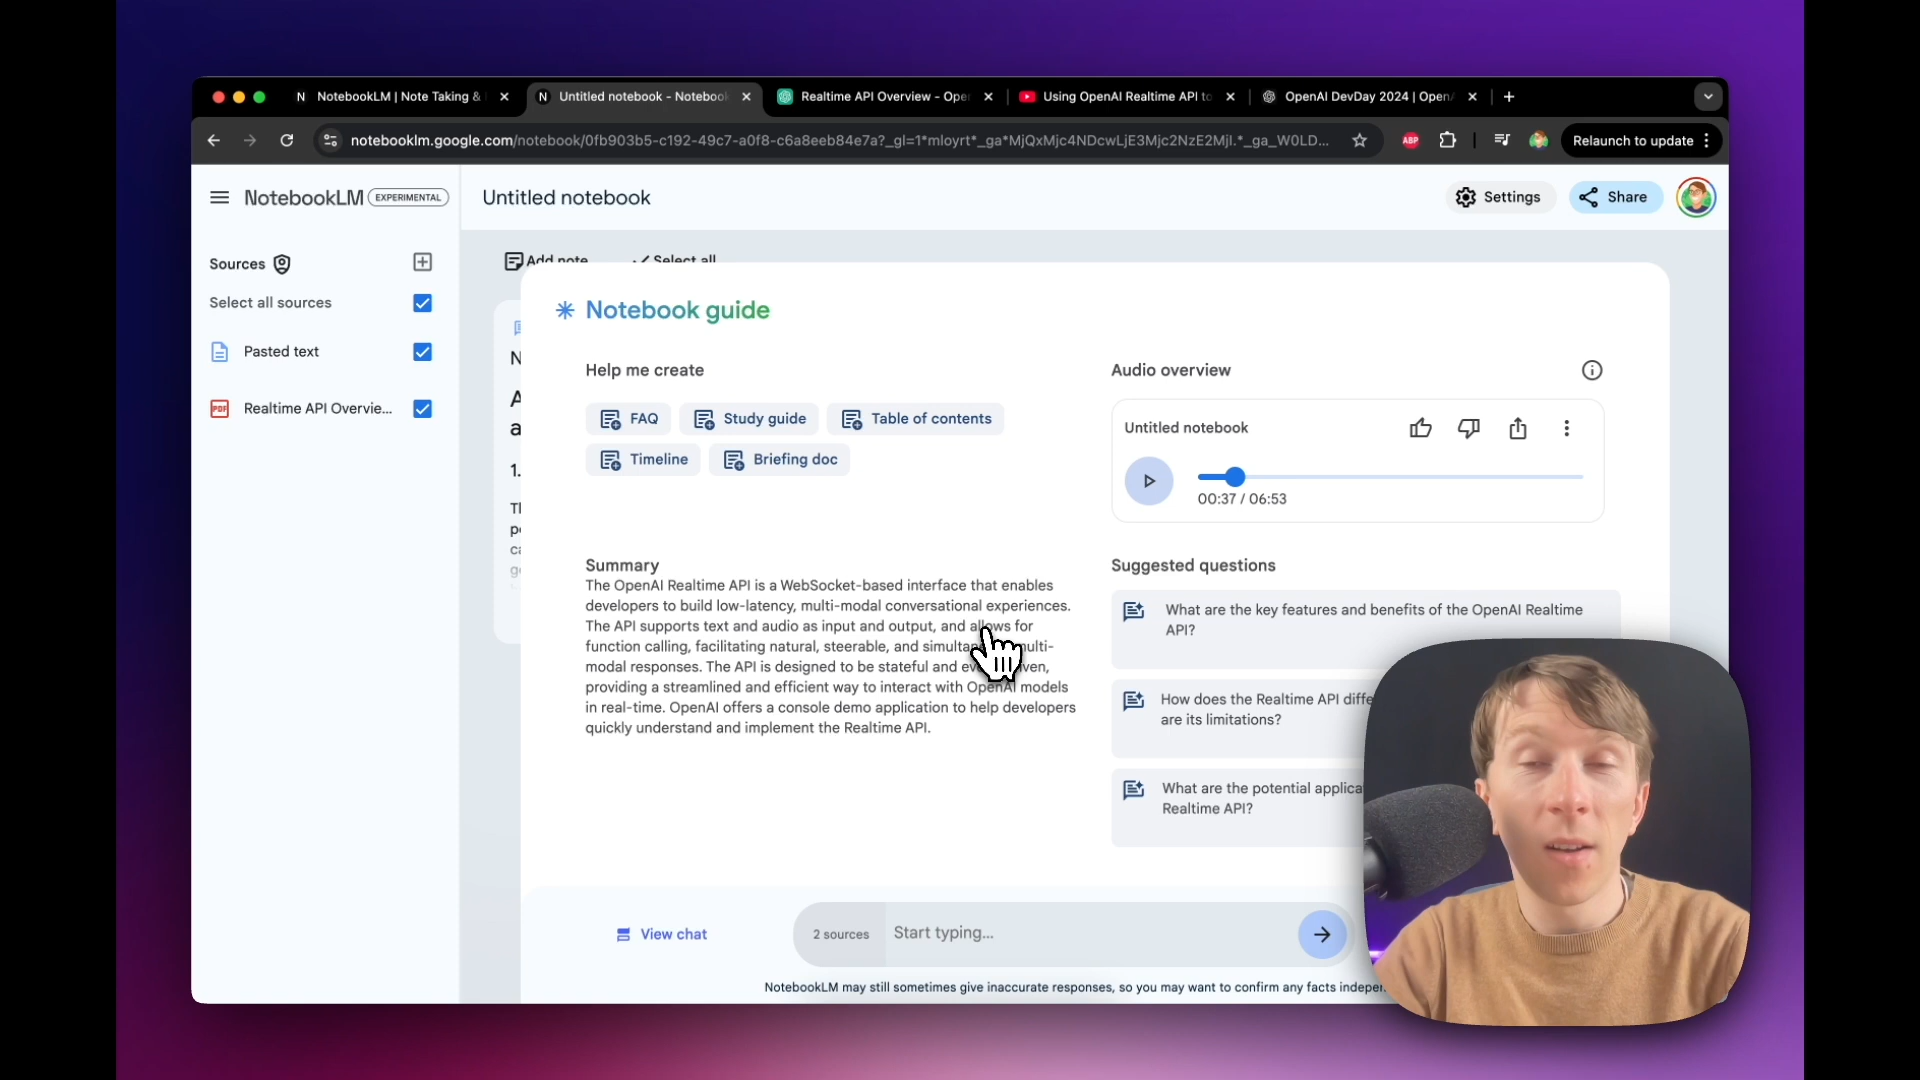 NotebookLM | Note Taking &
Untitled notebook - Notebook
Realtime API Overview - Ope
Using OpenAI Realtime API to
OpenAI DevDay 2024 | Open
notebooklm.google.com/notebook/0fb903b5-c192-49c7-a0f8-c6a8eeb84e7a?_gl=1*mloyrt*_ga*MjQxMjc4NDcwLjE3Mjc2NzE2Mjl.*_ga_W0LD...
ABP
Relaunch to update
NotebookLM EXPERIMENTAL
Untitled notebook
Settings
Share
Sources
Select all sources
Pasted text
PDF
Realtime API Overvie...
Add note
Select all
Notebook guide
Help me create
FAQ
Study guide
Table of contents
Timeline
Briefing doc
Audio overview
Untitled notebook
00:37 / 06:53
Summary
The OpenAI Realtime API is a WebSocket-based interface that enables
developers to build low-latency, multi-modal conversational experiences.
The API supports text and audio as input and output, and allows for
function calling, facilitating natural, steerable, and simultan multi-
modal responses. The API is designed to be stateful and ev ven,
providing a streamlined and efficient way to interact with OpenAI models
in real-time. OpenAI offers a console demo application to help developers
quickly understand and implement the Realtime API.
Suggested questions
What are the key features and benefits of the OpenAI Realtime
API?
How does the Realtime API diffe
are its limitations?
What are the potential applica
Realtime API?
View chat
2 sources
Start typing...
NotebookLM may still sometimes give inaccurate responses, so you may want to confirm any facts indepen